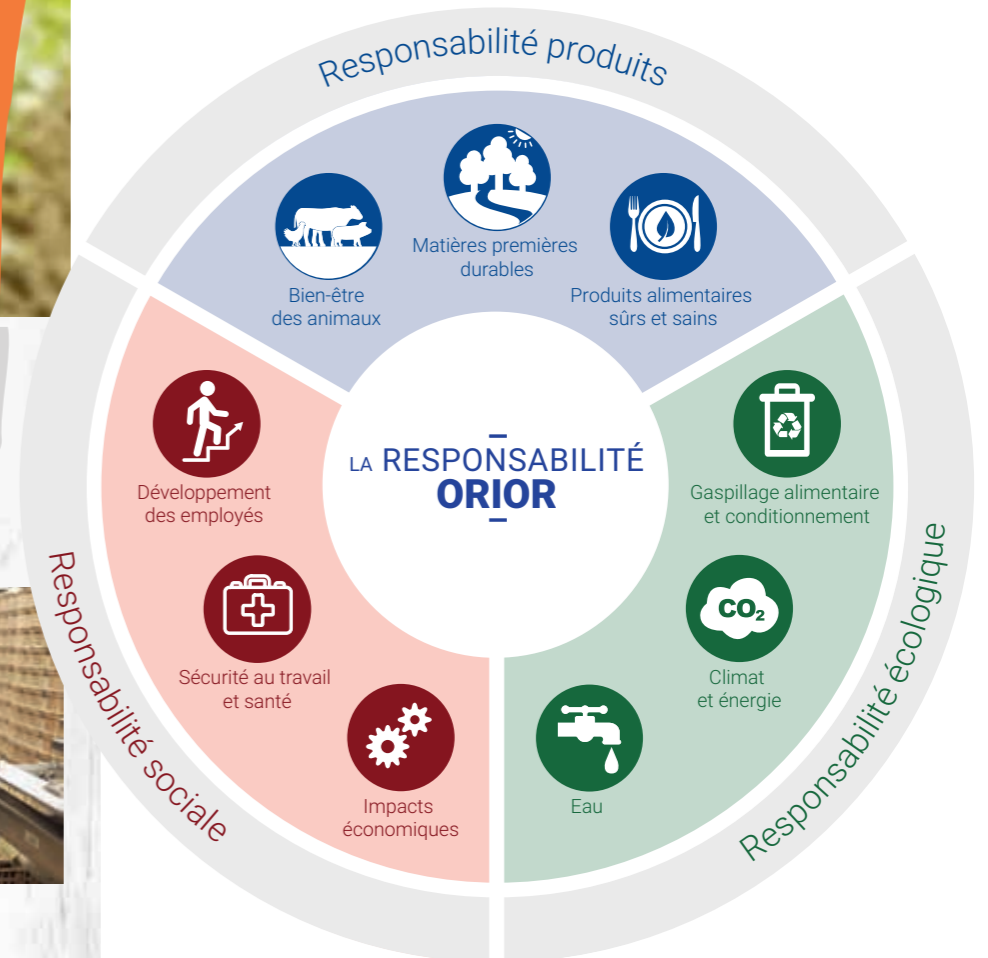 Responsabilité produits
Bien-être
des animaux
Matières premières
durables
Produits alimentaires
sûrs et sains
LA RESPONSABILITÉ
ORIOR
Développement
des employés
Sécurité au travail
et santé
Impacts
économiques
Responsabilité sociale
Gaspillage alimentaire
et conditionnement
CO₂
Climat
et énergie
Eau
Responsabilité écologique